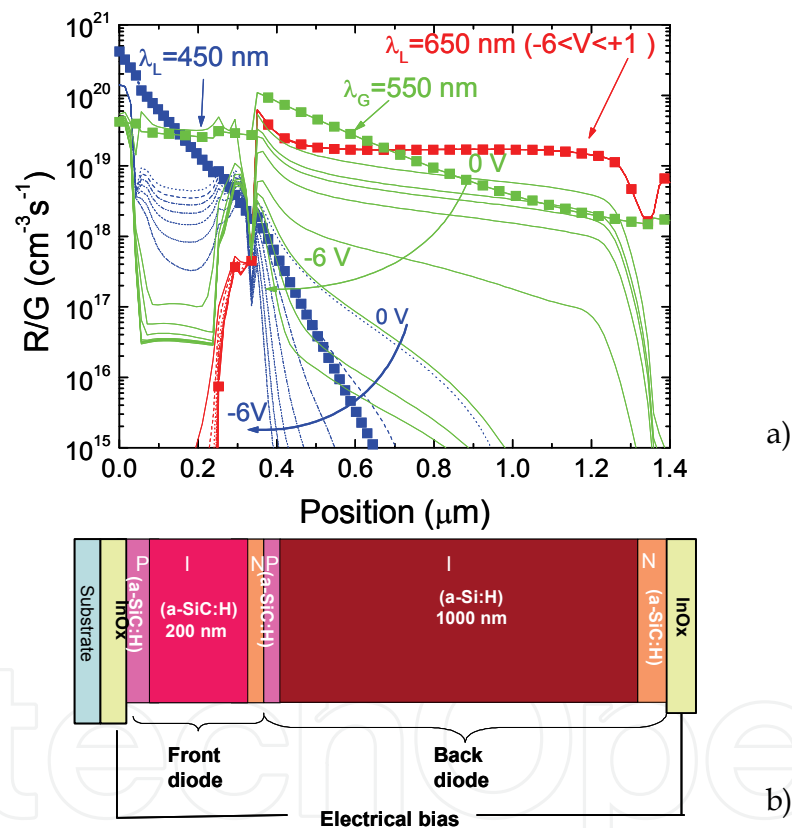 10²¹
10²⁰
10¹⁹
10¹⁸
10¹⁷
10¹⁶
10¹⁵
R/G (cm⁻³s⁻¹)
λL=450 nm
λL=650 nm (-6<V<+1 )
λG=550 nm
0 V
-6 V
0 V
-6V
0.0 0.2 0.4 0.6 0.8 1.0 1.2 1.4
Position (μm)
a)
Substrate
InOx
P
(a-SiC:H)
I
(a-SiC:H)
200 nm
N
P
(a-SiC:H)
I
(a-Si:H)
1000 nm
N
(a-SiC:H)
InOx
Front
diode
Back
diode
Electrical bias
b)